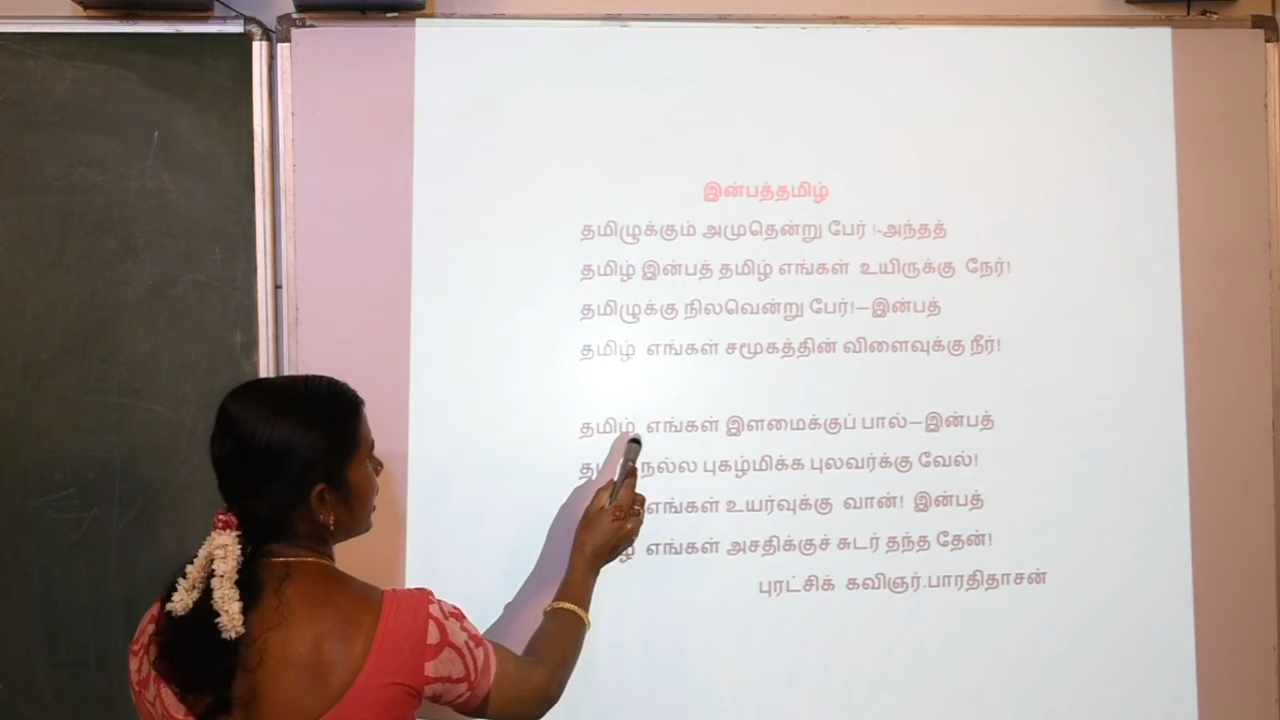 இன்பத்தமிழ்
தமிழுக்கும் அமுதென்று பேர் !-அந்தத்
தமிழ் இன்பத் தமிழ் எங்கள் உயிருக்கு நேர்!
தமிழுக்கு நிலவென்று பேர்!—இன்பத்
தமிழ் எங்கள் சமூகத்தின் விளைவுக்கு நீர்!
தமிழ் எங்கள் இளமைக்குப் பால்—இன்பத்
நல்ல புகழ்மிக்க புலவர்க்கு வேல்!
எங்கள் உயர்வுக்கு வான்! இன்பத்
எங்கள் அசதிக்குச் சுடர் தந்த தேன்!
புரட்சிக் கவிஞர்.பாரதிதாசன்